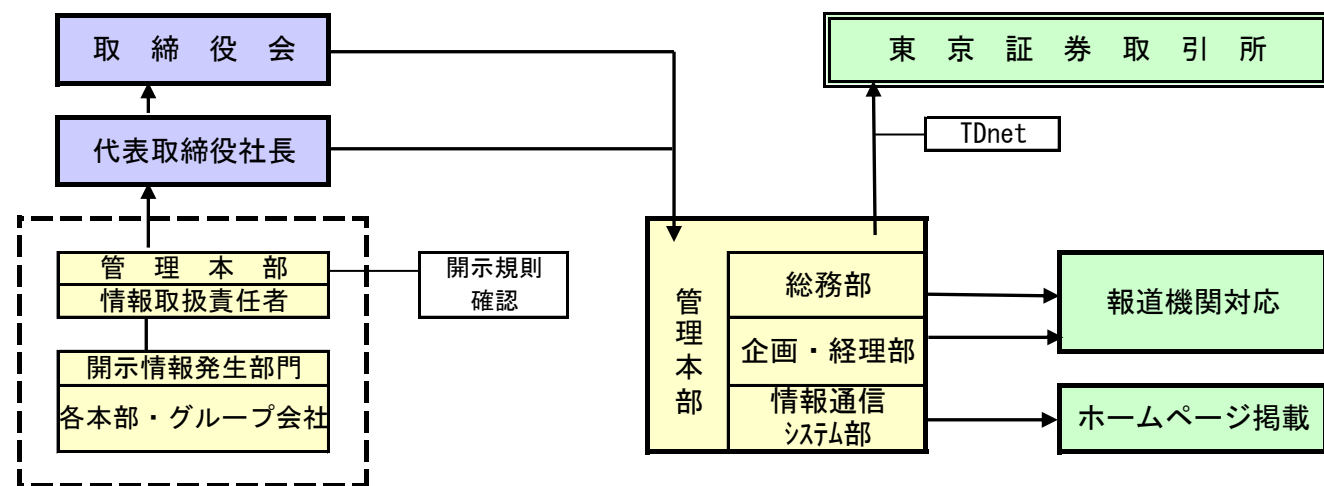 取締役会
代表取締役社長
管理本部
情報取扱責任者
開示情報発生部門
各本部・グループ会社
開示規則
確認
東京証券取引所
TDnet
管理本部
総務部
企画・経理部
情報通信
ｼｽﾃﾑ部
報道機関対応
ホームページ掲載